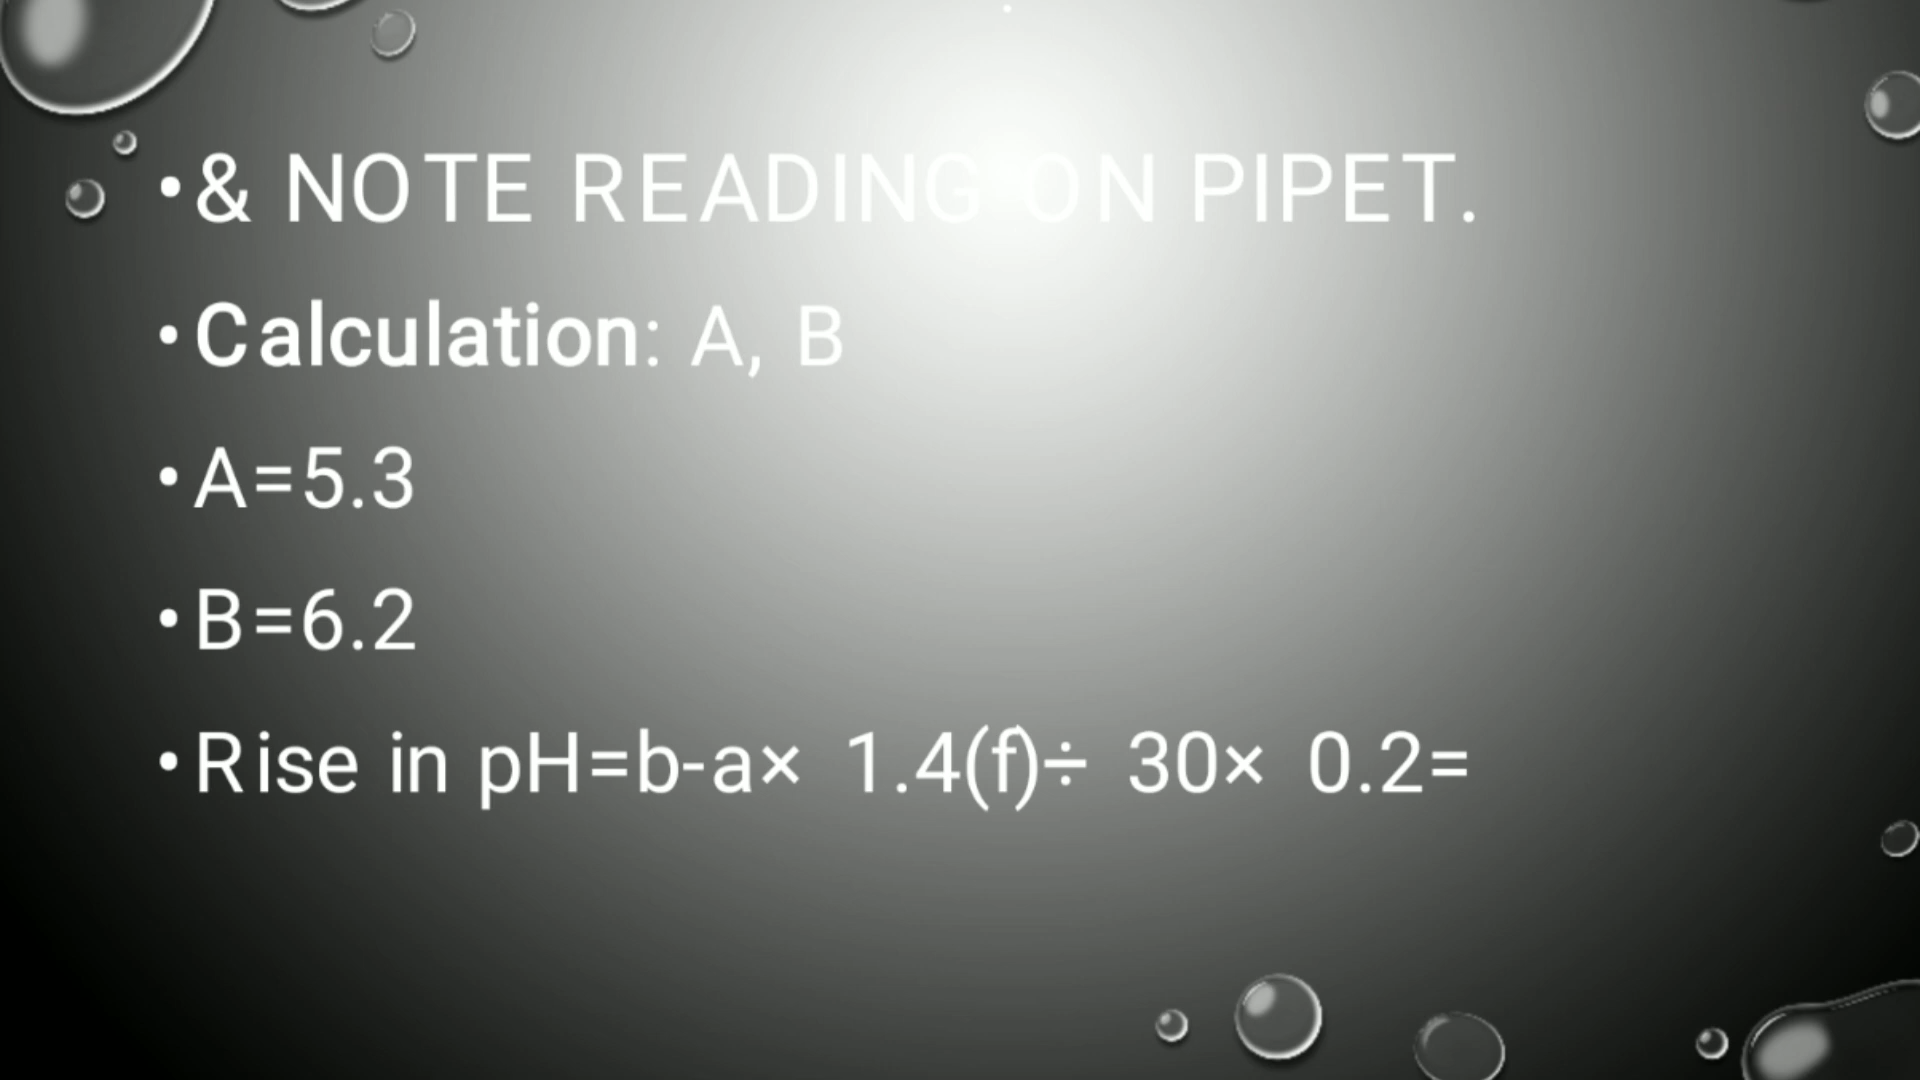 •& NOTE READING ON PIPET.
•Calculation: A, B
•A=5.3
•B=6.2
•Rise in pH=b-a× 1.4(f)÷ 30× 0.2=